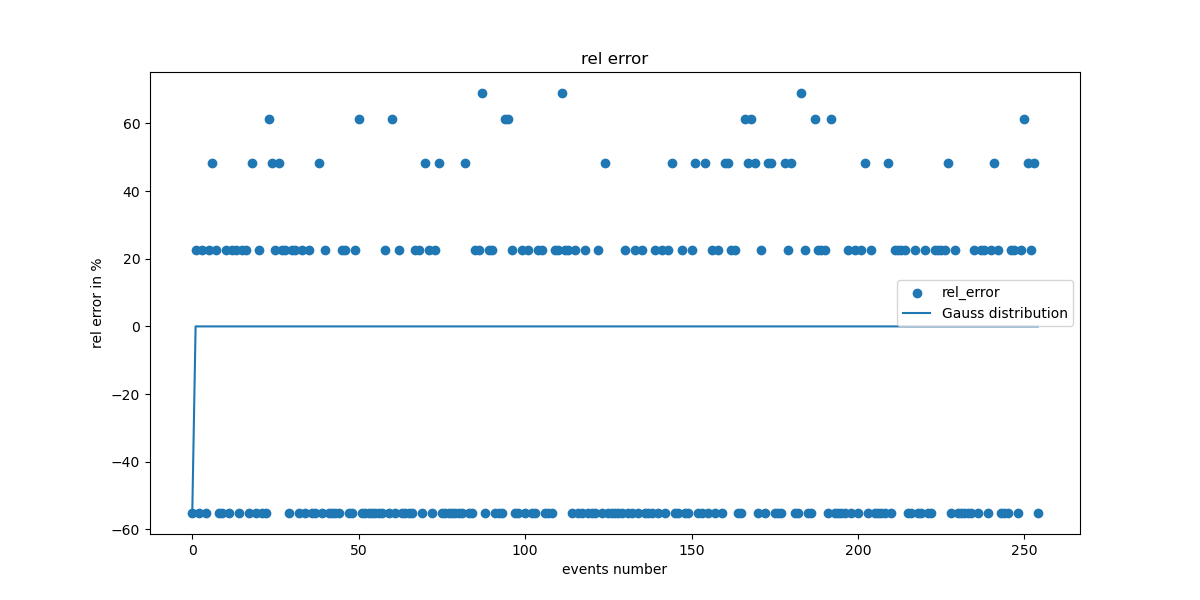 rel error
60
40
20
0
−20
−40
−60
rel error in %
rel_error
Gauss distribution
0
50
100
150
200
250
events number